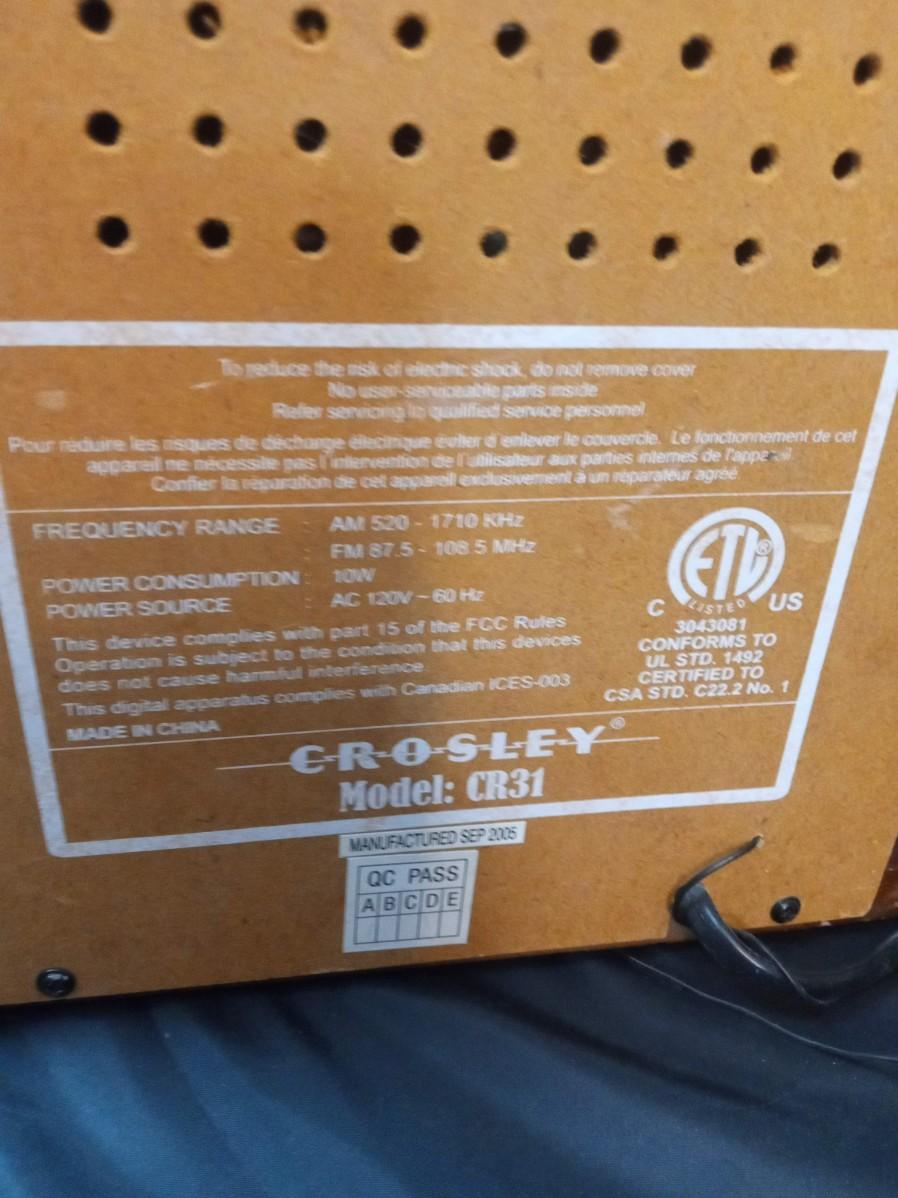 To reduce the risk of electric shock, do not remove cover
No user-serviceable parts inside
Refer servicing to qualified service personnel
Pour réduire les risques de décharge électrique éviter d'enlever le couvercle. Le fonctionnement de cet
appareil ne nécessite pas l'intervention de l'utilisateur aux parties internes de l'appareil.
Confier la réparation de cet appareil exclusivement à un réparateur agréé
FREQUENCY RANGE : AM 520 - 1710 KHz
: FM 87.5 - 108.5 MHz
POWER CONSUMPTION : 10W
POWER SOURCE : AC 120V ~ 60 Hz
This device complies with part 15 of the FCC Rules
Operation is subject to the condition that this devices
does not cause harmful interference
This digital apparatus complies with Canadian ICES-003
MADE IN CHINA
ETL®
LISTED
C US
3043081
CONFORMS TO
UL STD. 1492
CERTIFIED TO
CSA STD. C22.2 No. 1
CROSLEY®
Model: CR31
MANUFACTURED SEP 2005
QC PASS
A B C D E